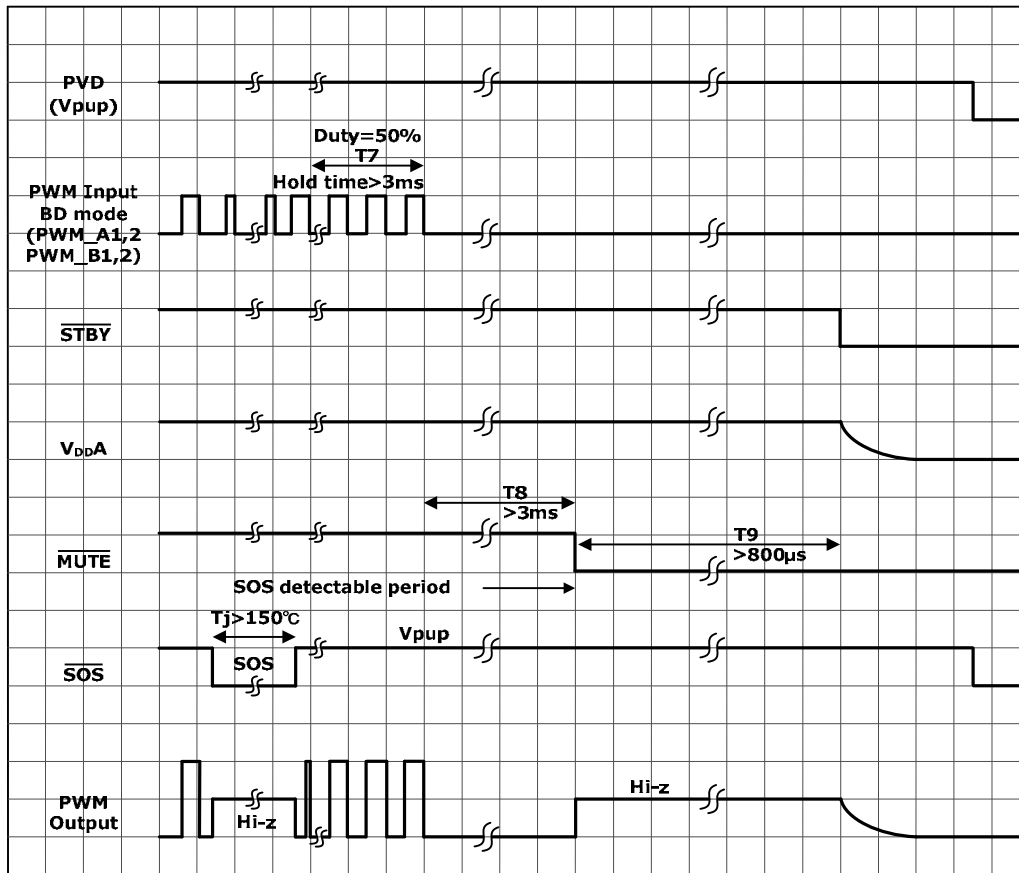 PVD
(Vpup)
Duty=50%
T7
Hold time>3ms
PWM Input
BD mode
(PWM_A1,2
PWM_B1,2)
STBY
VDDA
T8
>3ms
MUTE
T9
>800μs
SOS detectable period
Tj>150℃
Vpup
SOS
SOS
PWM
Output
Hi-z
Hi-z